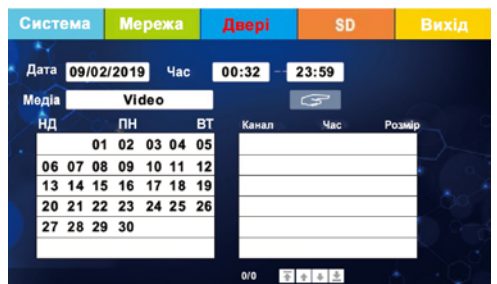 Система Мережа Двері SD Вихід
Дата 09/02/2019 Час 00:32 -- 23:59
Медіа Video
НД ПН ВТ Канал Час Розмір
01 02 03 04 05
06 07 08 09 10 11 12
13 14 15 16 17 18 19
20 21 22 23 24 25 26
27 28 29 30
0/0